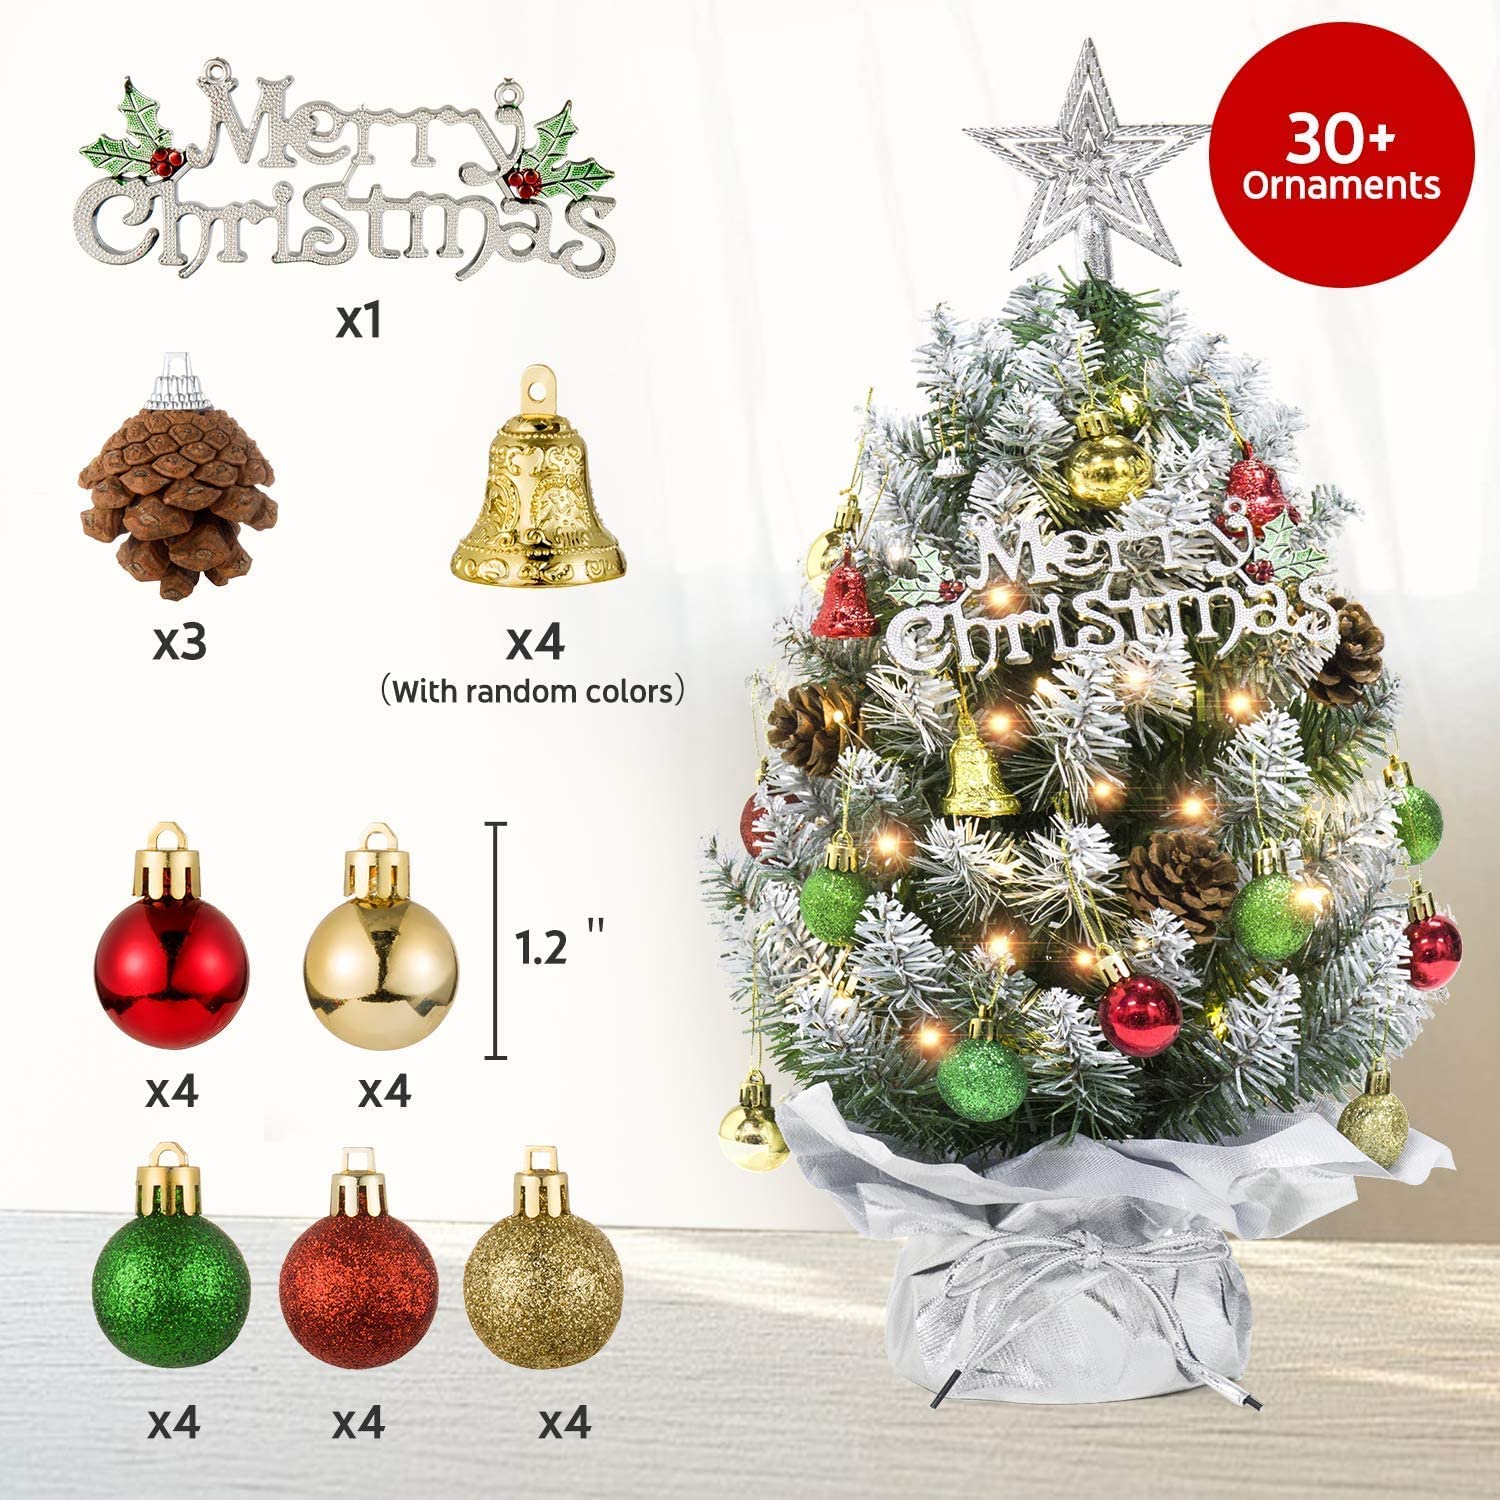 Merry
Christmas
x1
30+
Ornaments
x3
x4
(With random colors)
Merry
Christmas
1.2 "
x4
x4
x4
x4
x4